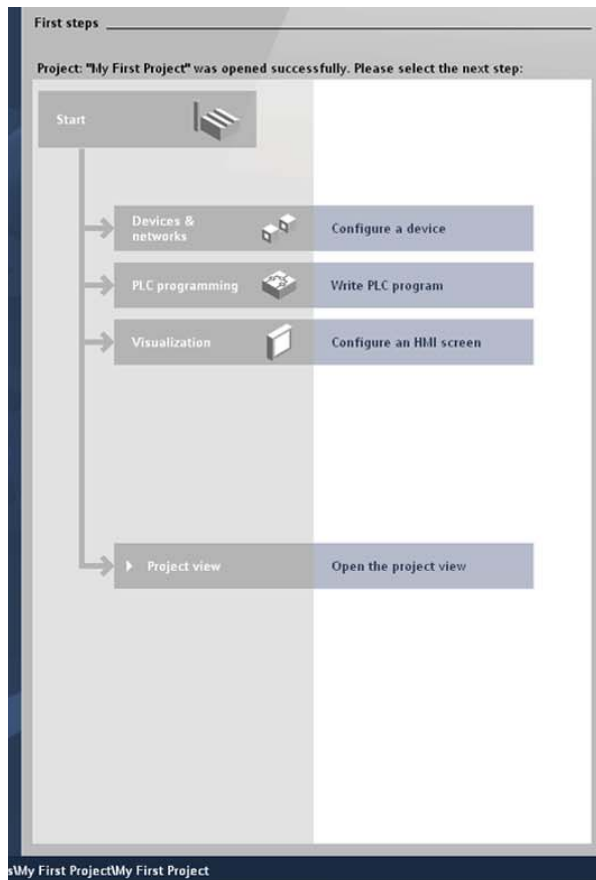 First steps
Project: "My First Project" was opened successfully. Please select the next step:
Start
Devices &
networks
Configure a device
PLC programming
Write PLC program
Visualization
Configure an HMI screen
Project view
Open the project view
s\My First Project\My First Project